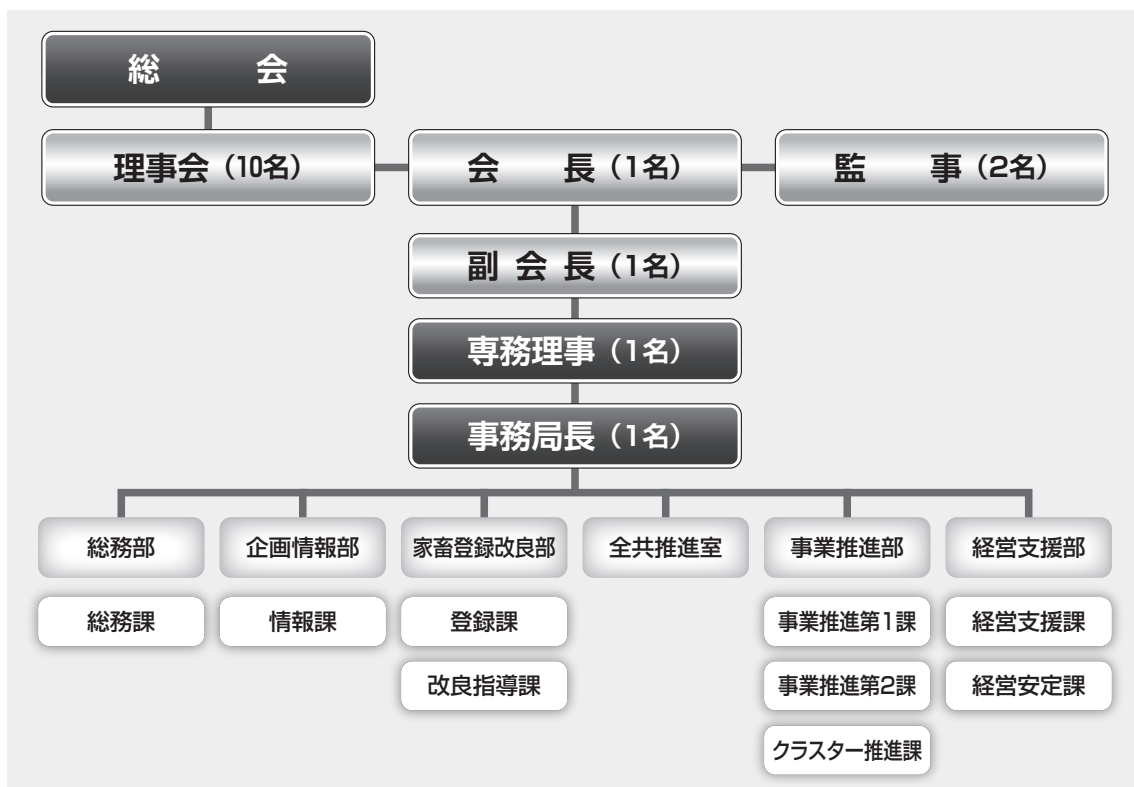 総　会
理事会（10名）
会　長（1名）
監　事（2名）
副会長（1名）
専務理事（1名）
事務局長（1名）
総務部
企画情報部
家畜登録改良部
全共推進室
事業推進部
経営支援部
総務課
情報課
登録課
事業推進第1課
経営支援課
改良指導課
事業推進第2課
経営安定課
クラスター推進課